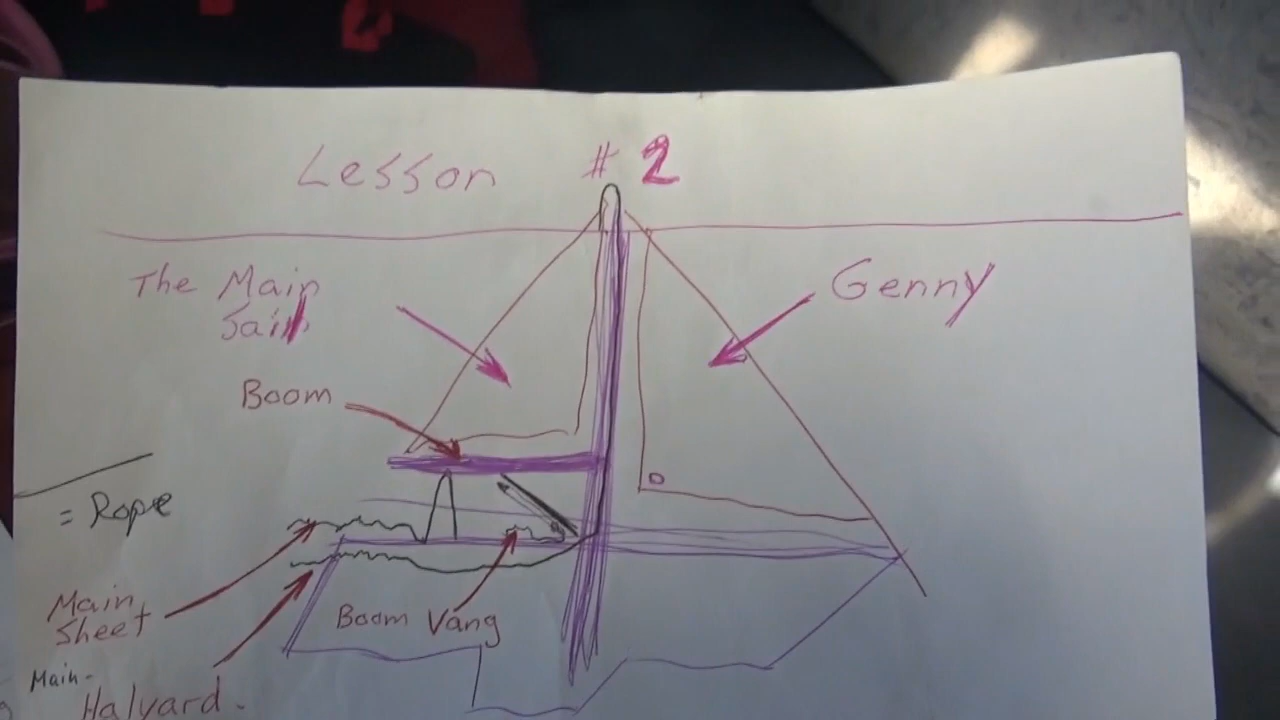 Lesson # 2
The Main
Sail
Genny
Boom
= Rope
Main
Sheet
Boom Vang
Main-
Halyard.